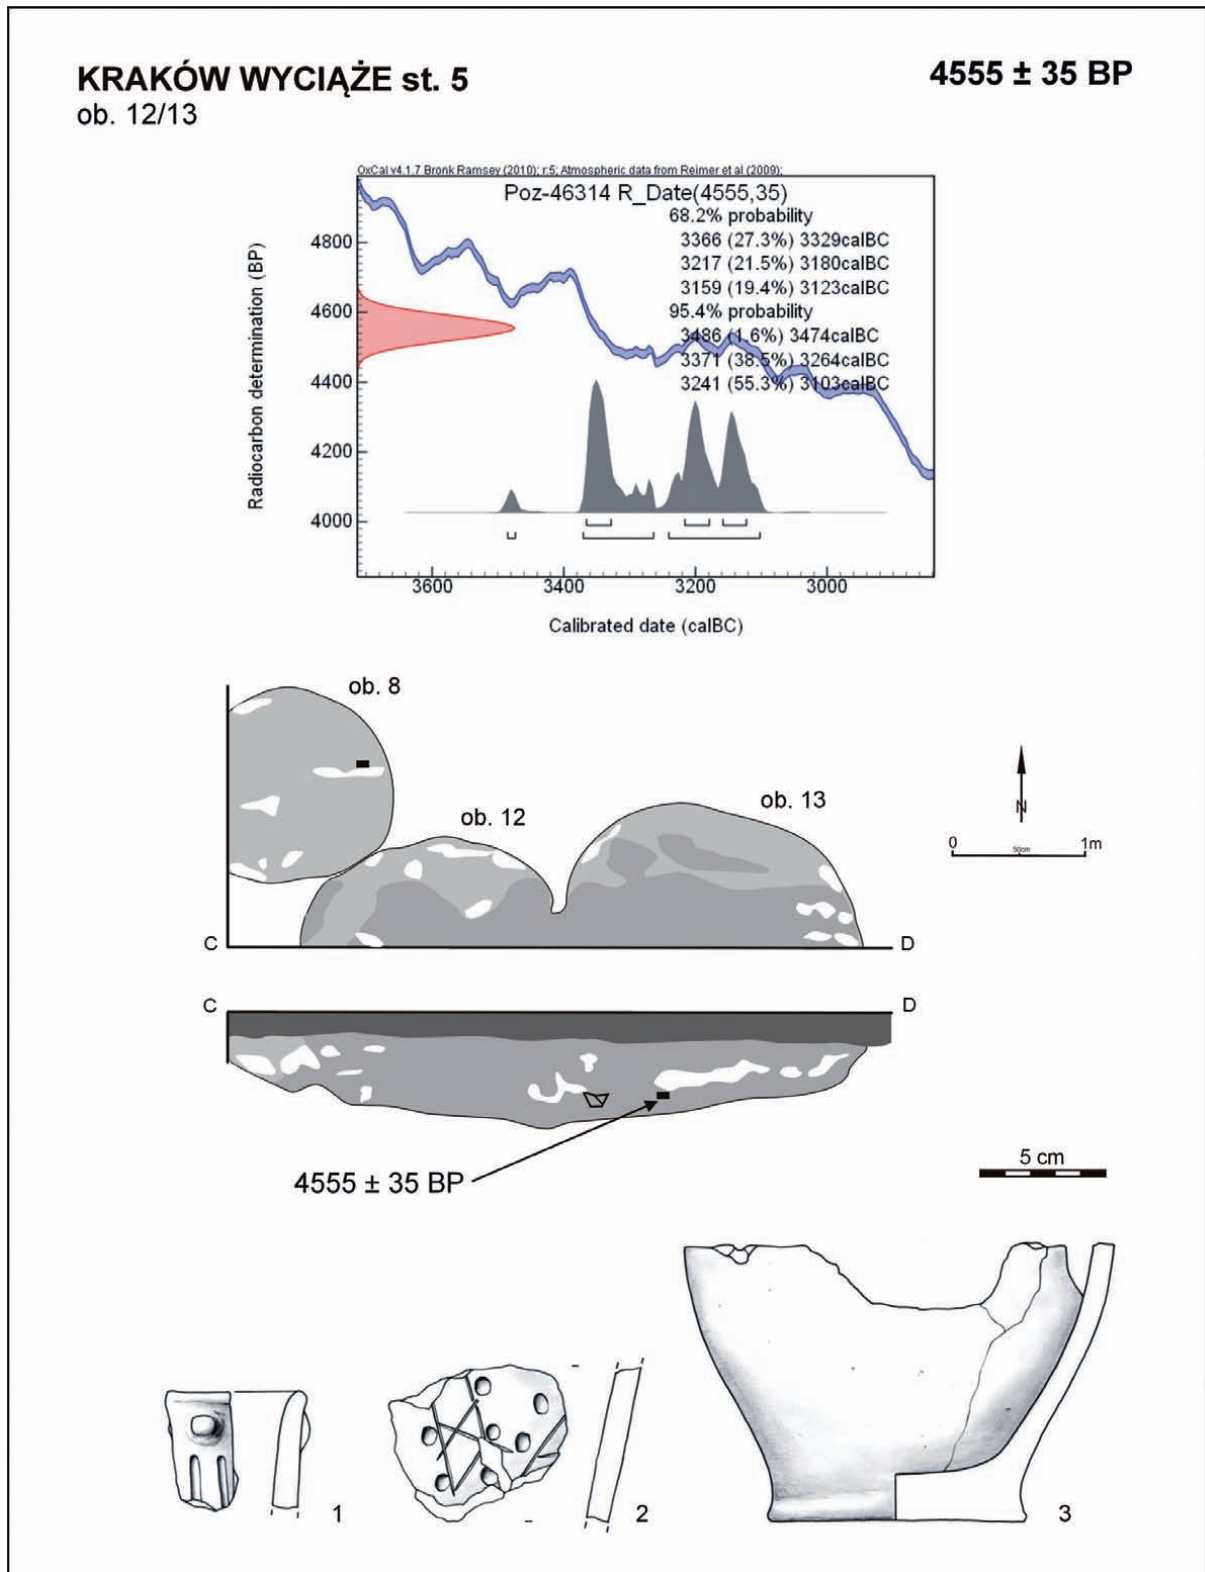 KRAKÓW WYCIĄŻE st. 5
ob. 12/13
4555 ± 35 BP
OxCal v4.1.7 Bronk Ramsey (2010); r:5; Atmospheric data from Reimer et al (2009);
Poz-46314 R_Date(4555,35)
68.2% probability
3366 (27.3%) 3329calBC
3217 (21.5%) 3180calBC
3159 (19.4%) 3123calBC
95.4% probability
3486 (1.6%) 3474calBC
3371 (38.5%) 3264calBC
3241 (55.3%) 3103calBC
Radiocarbon determination (BP)
4800
4600
4400
4200
4000
3600 3400 3200 3000
Calibrated date (calBC)
ob. 8
ob. 12
ob. 13
N
0 50cm 1m
C D
C D
4555 ± 35 BP
5 cm
1 2 3